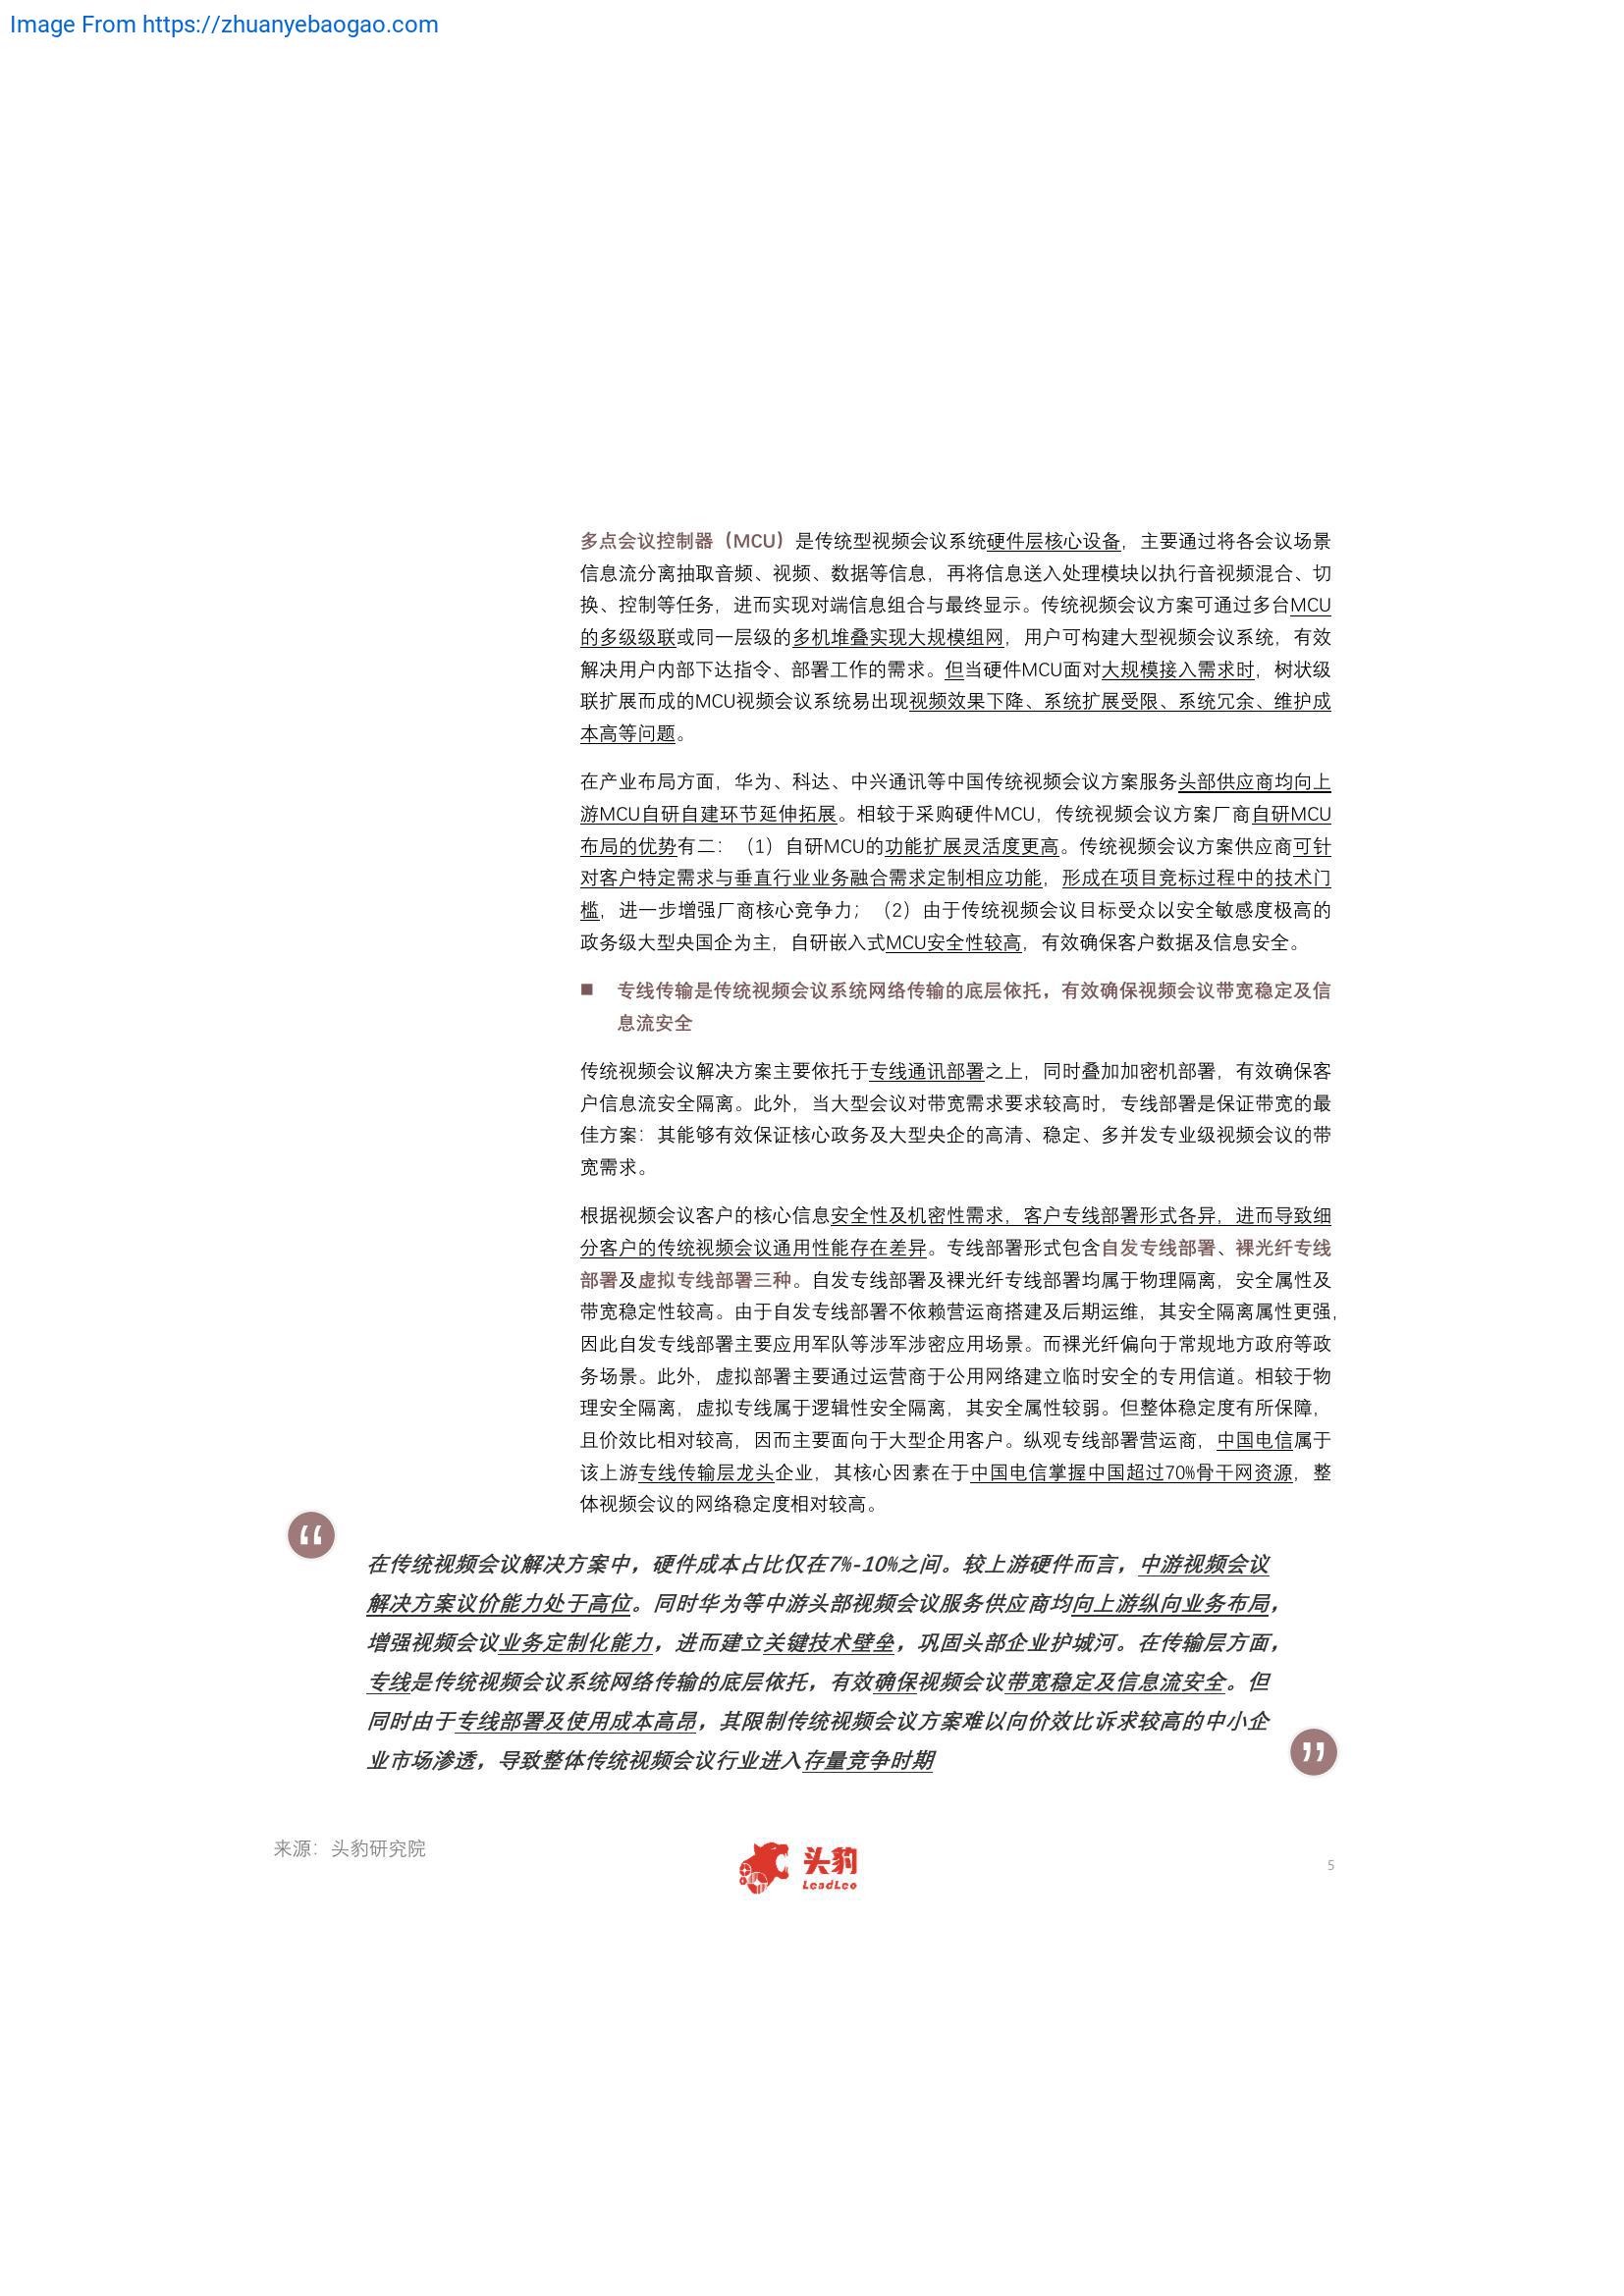 Image From https://zhuanyebaogao.com
多点会议控制器（MCU）是传统型视频会议系统硬件层核心设备，主要通过将各会议场景
信息流分离抽取音频、视频、数据等信息，再将信息送入处理模块以执行音视频混合、切
换、控制等任务，进而实现对端信息组合与最终显示。传统视频会议方案可通过多台MCU
的多级级联或同一层级的多机堆叠实现大规模组网，用户可构建大型视频会议系统，有效
解决用户内部下达指令、部署工作的需求。但当硬件MCU面对大规模接入需求时，树状级
联扩展而成的MCU视频会议系统易出现视频效果下降、系统扩展受限、系统冗余、维护成
本高等问题。
在产业布局方面，华为、科达、中兴通讯等中国传统视频会议方案服务头部供应商均向上
游MCU自研自建环节延伸拓展。相较于采购硬件MCU，传统视频会议方案厂商自研MCU
布局的优势有二：（1）自研MCU的功能扩展灵活度更高。传统视频会议方案供应商可针
对客户特定需求与垂直行业业务融合需求定制相应功能，形成在项目竞标过程中的技术门
槛，进一步增强厂商核心竞争力；（2）由于传统视频会议目标受众以安全敏感度极高的
政务级大型央国企为主，自研嵌入式MCU安全性较高，有效确保客户数据及信息安全。
■ 专线传输是传统视频会议系统网络传输的底层依托，有效确保视频会议带宽稳定及信
息流安全
传统视频会议解决方案主要依托于专线通讯部署之上，同时叠加加密机部署，有效确保客
户信息流安全隔离。此外，当大型会议对带宽需求要求较高时，专线部署是保证带宽的最
佳方案：其能够有效保证核心政务及大型央企的高清、稳定、多并发专业级视频会议的带
宽需求。
根据视频会议客户的核心信息安全性及机密性需求，客户专线部署形式各异，进而导致细
分客户的传统视频会议通用性能存在差异。专线部署形式包含自发专线部署、裸光纤专线
部署及虚拟专线部署三种。自发专线部署及裸光纤专线部署均属于物理隔离，安全属性及
带宽稳定性较高。由于自发专线部署不依赖营运商搭建及后期运维，其安全隔离属性更强，
因此自发专线部署主要应用军队等涉军涉密应用场景。而裸光纤偏向于常规地方政府等政
务场景。此外，虚拟部署主要通过运营商于公用网络建立临时安全的专用信道。相较于物
理安全隔离，虚拟专线属于逻辑性安全隔离，其安全属性较弱。但整体稳定度有所保障，
且价效比相对较高，因而主要面向于大型企用客户。纵观专线部署营运商，中国电信属于
该上游专线传输层龙头企业，其核心因素在于中国电信掌握中国超过70%骨干网资源，整
体视频会议的网络稳定度相对较高。
“
在传统视频会议解决方案中，硬件成本占比仅在7%-10%之间。较上游硬件而言，中游视频会议
解决方案议价能力处于高位。同时华为等中游头部视频会议服务供应商均向上游纵向业务布局，
增强视频会议业务定制化能力，进而建立关键技术壁垒，巩固头部企业护城河。在传输层方面，
专线是传统视频会议系统网络传输的底层依托，有效确保视频会议带宽稳定及信息流安全。但
同时由于专线部署及使用成本高昂，其限制传统视频会议方案难以向价效比诉求较高的中小企
业市场渗透，导致整体传统视频会议行业进入存量竞争时期
”
来源：头豹研究院
头豹
LeadLeo
5